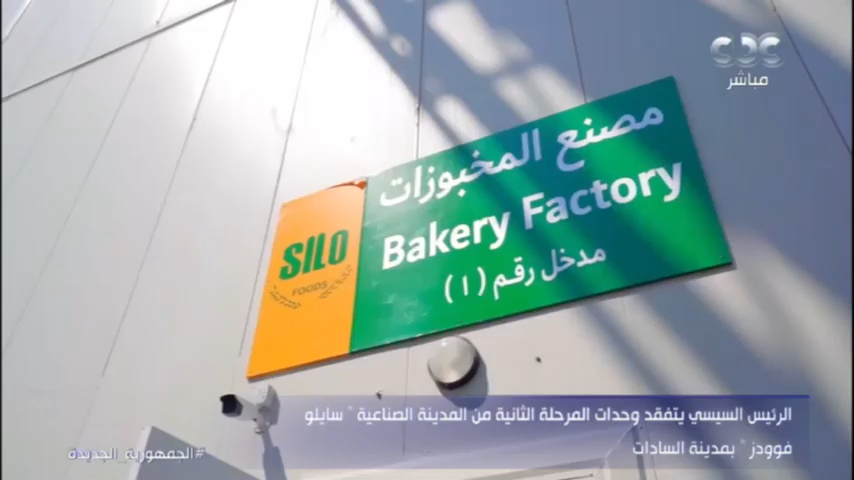 CBC
مباشر
مصنع المخبوزات
Bakery Factory
مدخل رقم (١)
SILO
FOODS
الرئيس السيسي يتفقد وحدات المرحلة الثانية من المدينة الصناعية " سايلو
فوودز " بمدينة السادات
#الجمهورية_الجديدة